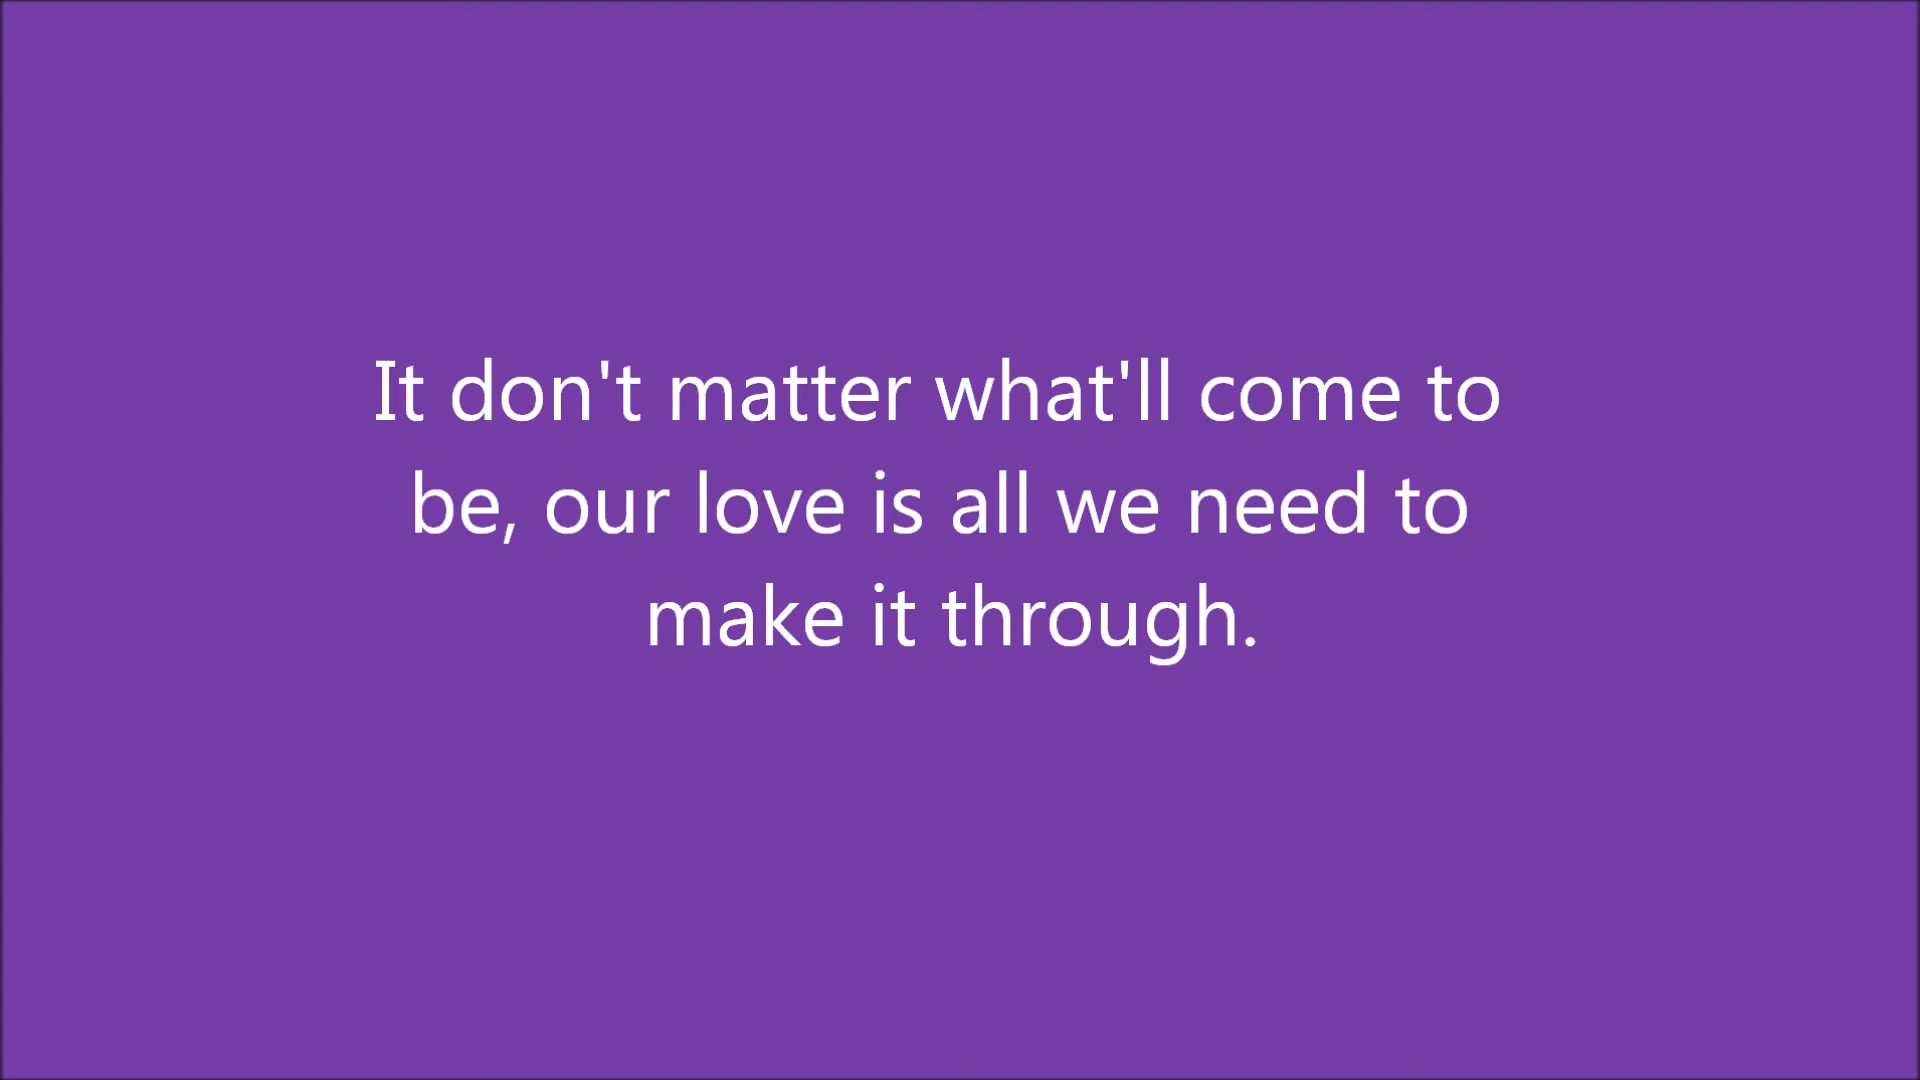 It don't matter what'll come to
be, our love is all we need to
make it through.